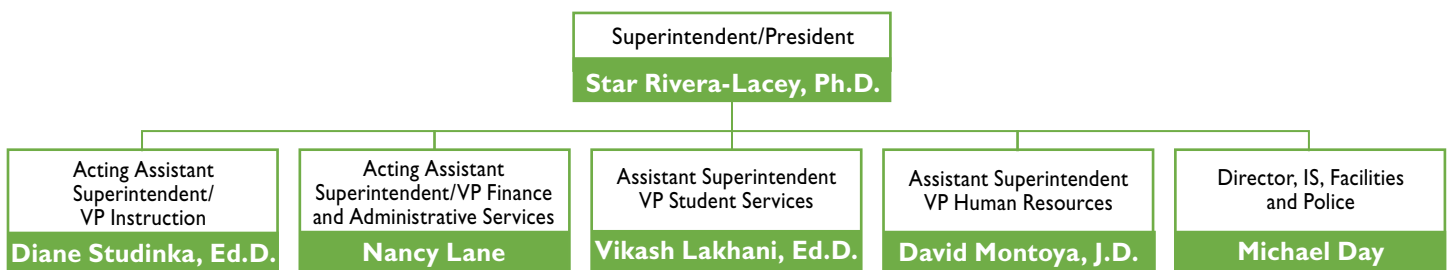 Superintendent/President
Star Rivera-Lacey, Ph.D.
Acting Assistant
Superintendent/
VP Instruction
Diane Studinka, Ed.D.
Acting Assistant
Superintendent/VP Finance
and Administrative Services
Nancy Lane
Assistant Superintendent
VP Student Services
Vikash Lakhani, Ed.D.
Assistant Superintendent
VP Human Resources
David Montoya, J.D.
Director, IS, Facilities
and Police
Michael Day